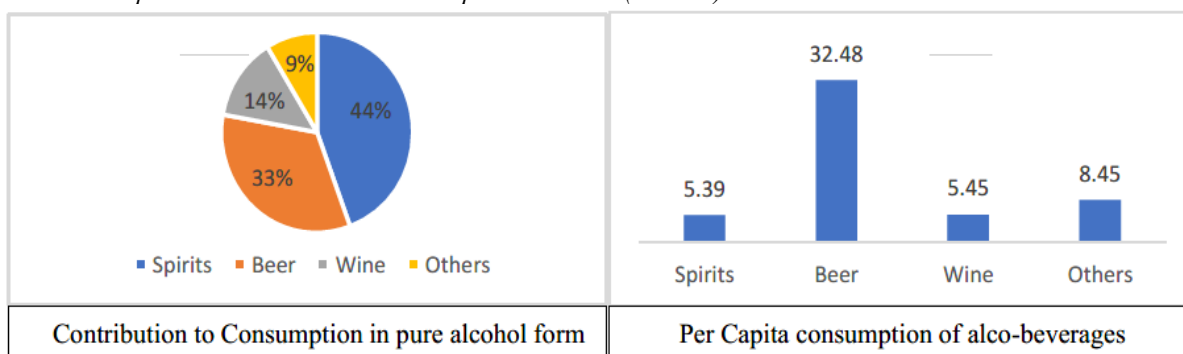 9%
44%
14%
33%
Spirits Beer Wine Others
Contribution to Consumption in pure alcohol form
32.48
5.39
5.45
8.45
Spirits Beer Wine Others
Per Capita consumption of alco-beverages